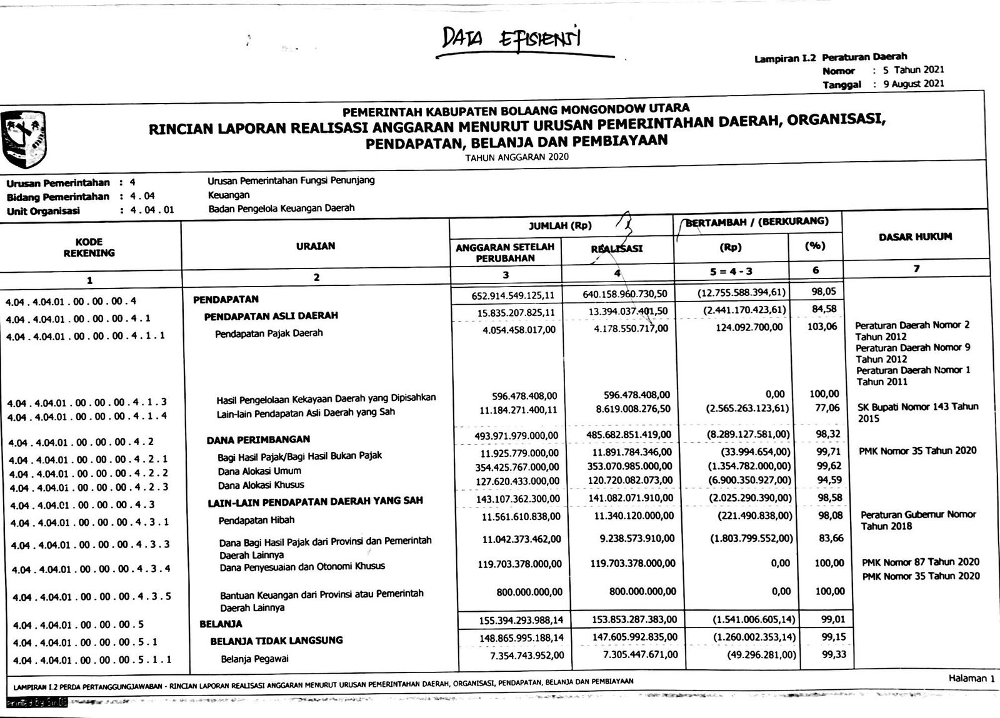 DATA EFISIENSI
Lampiran I.2 Peraturan Daerah
Nomor : 5 Tahun 2021
Tanggal : 9 August 2021
PEMERINTAH KABUPATEN BOLAANG MONGONDOW UTARA
RINCIAN LAPORAN REALISASI ANGGARAN MENURUT URUSAN PEMERINTAHAN DAERAH, ORGANISASI,
PENDAPATAN, BELANJA DAN PEMBIAYAAN
TAHUN ANGGARAN 2020
Urusan Pemerintahan : 4 Urusan Pemerintahan Fungsi Penunjang
Bidang Pemerintahan : 4 . 04 Keuangan
Unit Organisasi : 4 . 04 . 01 Badan Pengelola Keuangan Daerah
KODE REKENING URAIAN JUMLAH (Rp) BERTAMBAH / (BERKURANG) DASAR HUKUM
ANGGARAN SETELAH PERUBAHAN REALISASI (Rp) (%)
1 2 3 4 5 = 4 - 3 6 7
4.04 . 4.04.01 . 00 . 00 . 00 . 4 PENDAPATAN 652.914.549.125,11 640.158.960.730,50 (12.755.588.394,61) 98,05
4.04 . 4.04.01 . 00 . 00 . 00 . 4 . 1 PENDAPATAN ASLI DAERAH 15.835.207.825,11 13.394.037.401,50 (2.441.170.423,61) 84,58
4.04 . 4.04.01 . 00 . 00 . 00 . 4 . 1 . 1 Pendapatan Pajak Daerah 4.054.458.017,00 4.178.550.717,00 124.092.700,00 103,06 Peraturan Daerah Nomor 2
Tahun 2012
Peraturan Daerah Nomor 9
Tahun 2012
Peraturan Daerah Nomor 1
Tahun 2011
4.04 . 4.04.01 . 00 . 00 . 00 . 4 . 1 . 3 Hasil Pengelolaan Kekayaan Daerah yang Dipisahkan 596.478.408,00 596.478.408,00 0,00 100,00
4.04 . 4.04.01 . 00 . 00 . 00 . 4 . 1 . 4 Lain-lain Pendapatan Asli Daerah yang Sah 11.184.271.400,11 8.619.008.276,50 (2.565.263.123,61) 77,06 SK Bupati Nomor 143 Tahun
2015
4.04 . 4.04.01 . 00 . 00 . 00 . 4 . 2 DANA PERIMBANGAN 493.971.979.000,00 485.682.851.419,00 (8.289.127.581,00) 98,32
4.04 . 4.04.01 . 00 . 00 . 00 . 4 . 2 . 1 Bagi Hasil Pajak/Bagi Hasil Bukan Pajak 11.925.779.000,00 11.891.784.346,00 (33.994.654,00) 99,71 PMK Nomor 35 Tahun 2020
4.04 . 4.04.01 . 00 . 00 . 00 . 4 . 2 . 2 Dana Alokasi Umum 354.425.767.000,00 353.070.985.000,00 (1.354.782.000,00) 99,62
4.04 . 4.04.01 . 00 . 00 . 00 . 4 . 2 . 3 Dana Alokasi Khusus 127.620.433.000,00 120.720.082.073,00 (6.900.350.927,00) 94,59
4.04 . 4.04.01 . 00 . 00 . 00 . 4 . 3 LAIN-LAIN PENDAPATAN DAERAH YANG SAH 143.107.362.300,00 141.082.071.910,00 (2.025.290.390,00) 98,58
4.04 . 4.04.01 . 00 . 00 . 00 . 4 . 3 . 1 Pendapatan Hibah 11.561.610.838,00 11.340.120.000,00 (221.490.838,00) 98,08 Peraturan Gubernur Nomor
Tahun 2018
4.04 . 4.04.01 . 00 . 00 . 00 . 4 . 3 . 3 Dana Bagi Hasil Pajak dari Provinsi dan Pemerintah 11.042.373.462,00 9.238.573.910,00 (1.803.799.552,00) 83,66
Daerah Lainnya
4.04 . 4.04.01 . 00 . 00 . 00 . 4 . 3 . 4 Dana Penyesuaian dan Otonomi Khusus 119.703.378.000,00 119.703.378.000,00 0,00 100,00 PMK Nomor 87 Tahun 2020
PMK Nomor 35 Tahun 2020
4.04 . 4.04.01 . 00 . 00 . 00 . 4 . 3 . 5 Bantuan Keuangan dari Provinsi atau Pemerintah 800.000.000,00 800.000.000,00 0,00 100,00
Daerah Lainnya
4.04 . 4.04.01 . 00 . 00 . 00 . 5 BELANJA 155.394.293.988,14 153.853.287.383,00 (1.541.006.605,14) 99,01
4.04 . 4.04.01 . 00 . 00 . 00 . 5 . 1 BELANJA TIDAK LANGSUNG 148.865.995.188,14 147.605.992.835,00 (1.260.002.353,14) 99,15
4.04 . 4.04.01 . 00 . 00 . 00 . 5 . 1 . 1 Belanja Pegawai 7.354.743.952,00 7.305.447.671,00 (49.296.281,00) 99,33
LAMPIRAN I.2 PERDA PERTANGGUNGJAWABAN - RINCIAN LAPORAN REALISASI ANGGARAN MENURUT URUSAN PEMERINTAHAN DAERAH, ORGANISASI, PENDAPATAN, BELANJA DAN PEMBIAYAAN Halaman 1